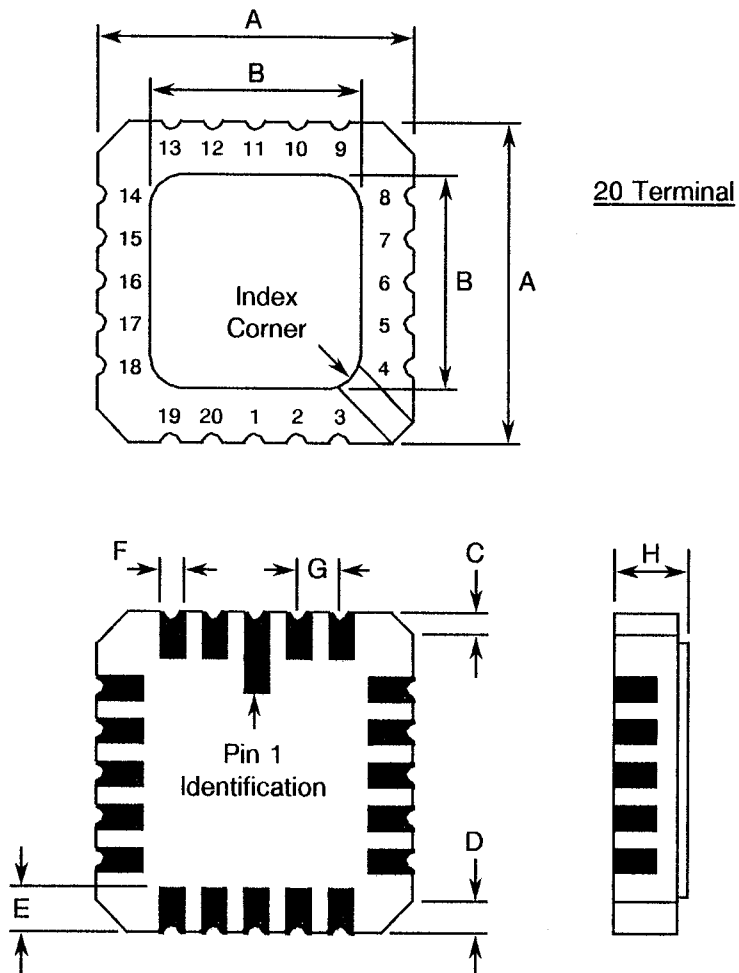 A
B
13 12 11 10 9
14
15
16
17
18
8
7
6
5
4
Index
Corner
B
A
19 20 1 2 3
20 Terminal
F
G
C
H
Pin 1
Identification
E
D